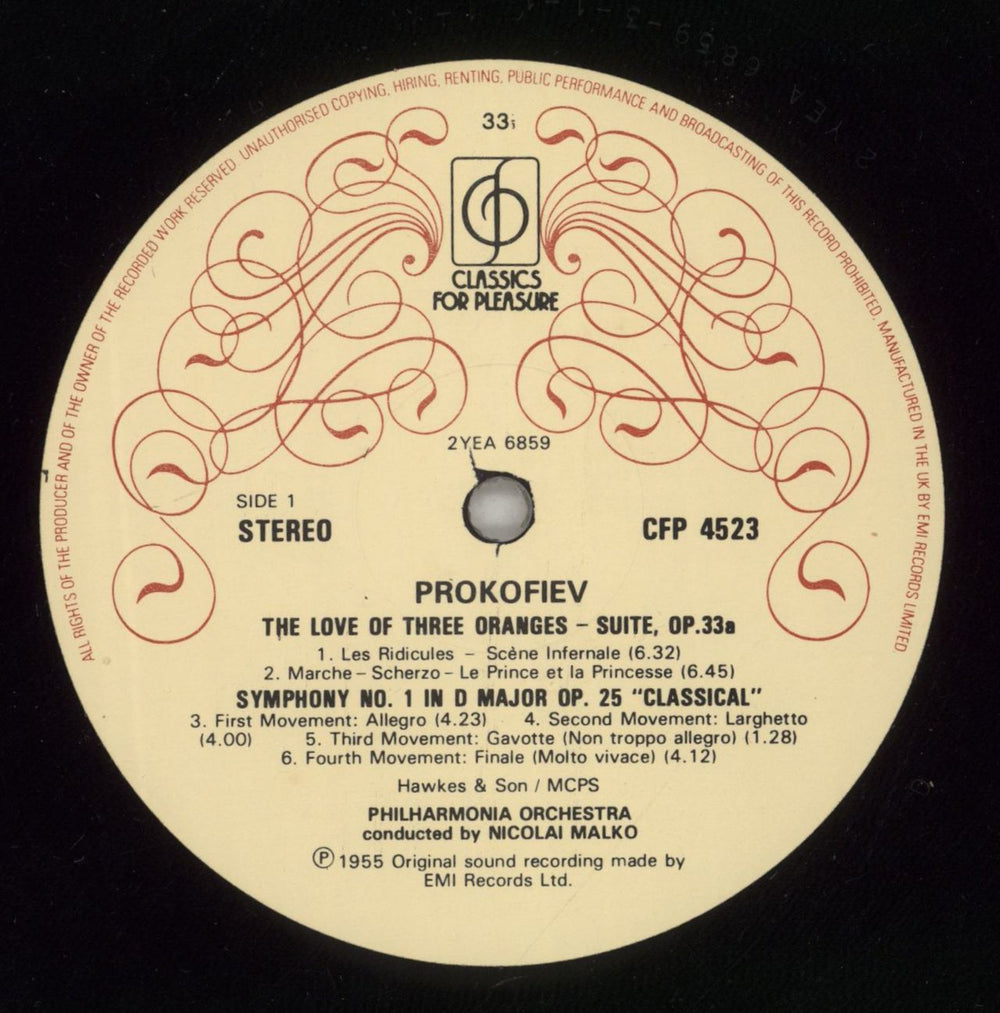 ALL RIGHTS OF THE PRODUCER AND OF THE OWNER OF THE RECORDED WORK RESERVED. UNAUTHORISED COPYING, HIRING, RENTING, PUBLIC PERFORMANCE AND BROADCASTING OF THIS RECORD PROHIBITED. MANUFACTURED IN THE UK BY EMI RECORDS LIMITED
33⅓
CLASSICS
FOR PLEASURE
2YEA 6859
SIDE 1
STEREO
CFP 4523
PROKOFIEV
THE LOVE OF THREE ORANGES – SUITE, OP.33a
1. Les Ridicules – Scène Infernale (6.32)
2. Marche – Scherzo – Le Prince et la Princesse (6.45)
SYMPHONY NO. 1 IN D MAJOR OP. 25 "CLASSICAL"
3. First Movement: Allegro (4.23) 4. Second Movement: Larghetto
(4.00) 5. Third Movement: Gavotte (Non troppo allegro) (1.28)
6. Fourth Movement: Finale (Molto vivace) (4.12)
Hawkes & Son / MCPS
PHILHARMONIA ORCHESTRA
conducted by NICOLAI MALKO
Ⓟ 1955 Original sound recording made by
EMI Records Ltd.